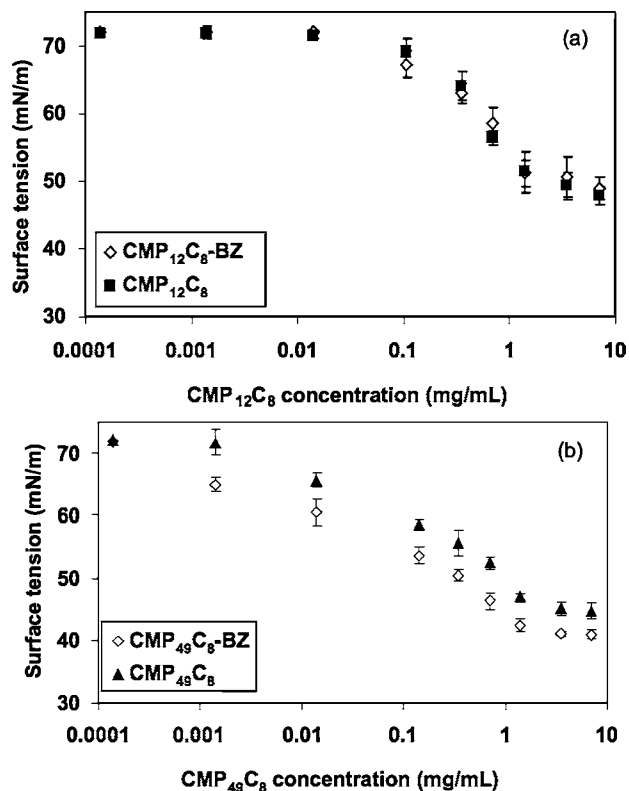 (a)
70
60
50
40
30
Surface tension (mN/m)
CMP₁₂C₈-BZ
CMP₁₂C₈
0.0001 0.001 0.01 0.1 1 10
CMP₁₂C₈ concentration (mg/mL)
(b)
70
60
50
40
30
Surface tension (mN/m)
CMP₄₉C₈-BZ
CMP₄₉C₈
0.0001 0.001 0.01 0.1 1 10
CMP₄₉C₈ concentration (mg/mL)